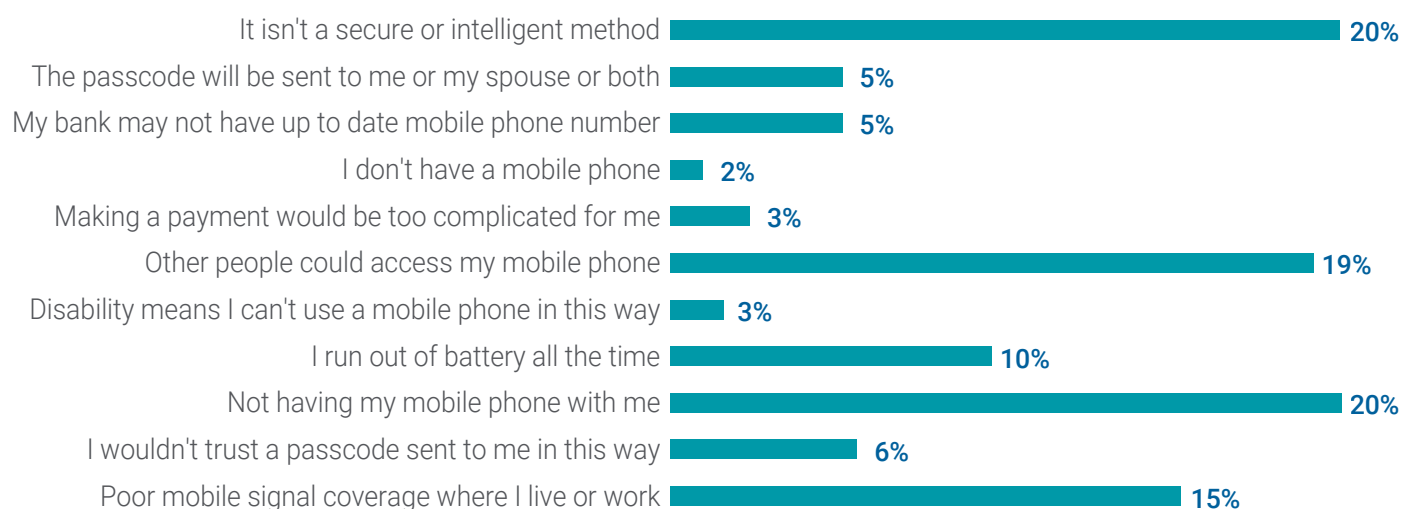 It isn't a secure or intelligent method 20%
The passcode will be sent to me or my spouse or both 5%
My bank may not have up to date mobile phone number 5%
I don't have a mobile phone 2%
Making a payment would be too complicated for me 3%
Other people could access my mobile phone 19%
Disability means I can't use a mobile phone in this way 3%
I run out of battery all the time 10%
Not having my mobile phone with me 20%
I wouldn't trust a passcode sent to me in this way 6%
Poor mobile signal coverage where I live or work 15%